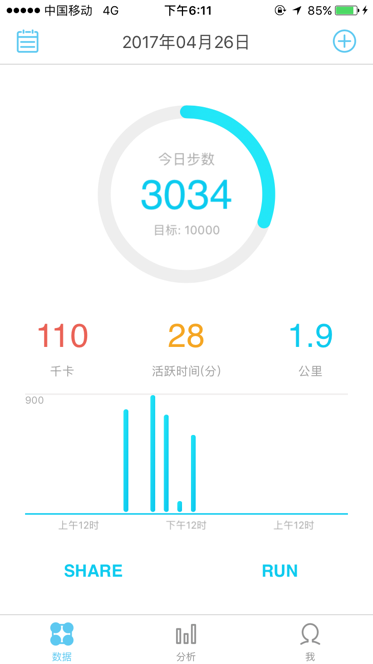 中国移动 4G 下午6:11 85%
2017年04月26日
今日步数
3034
目标: 10000
110 28 1.9
千卡 活跃时间(分) 公里
900
上午12时 下午12时 上午12时
SHARE RUN
数据 分析 我